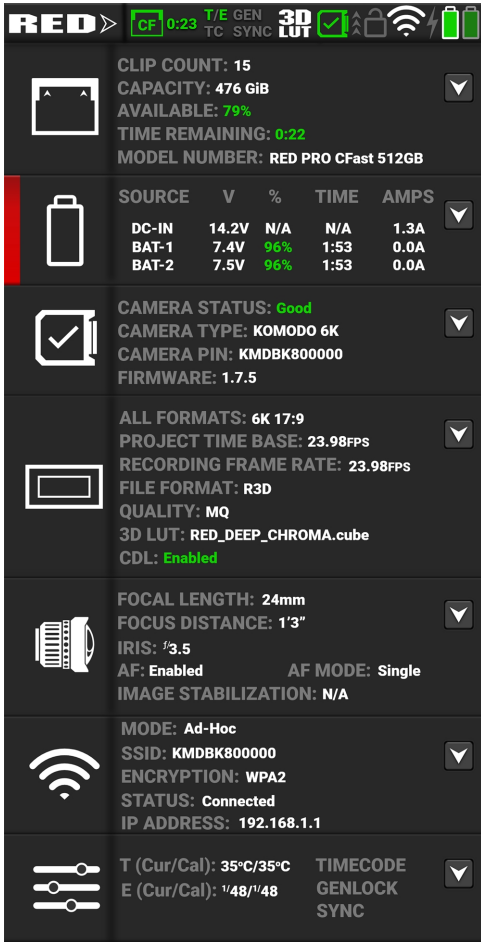 RED CF 0:23 T/E GEN 3D
TC SYNC LUT
CLIP COUNT: 15
CAPACITY: 476 GiB
AVAILABLE: 79%
TIME REMAINING: 0:22
MODEL NUMBER: RED PRO CFast 512GB
SOURCE V % TIME AMPS
DC-IN 14.2V N/A N/A 1.3A
BAT-1 7.4V 96% 1:53 0.0A
BAT-2 7.5V 96% 1:53 0.0A
CAMERA STATUS: Good
CAMERA TYPE: KOMODO 6K
CAMERA PIN: KMDBK800000
FIRMWARE: 1.7.5
ALL FORMATS: 6K 17:9
PROJECT TIME BASE: 23.98FPS
RECORDING FRAME RATE: 23.98FPS
FILE FORMAT: R3D
QUALITY: MQ
3D LUT: RED_DEEP_CHROMA.cube
CDL: Enabled
FOCAL LENGTH: 24mm
FOCUS DISTANCE: 1'3”
IRIS: f/3.5
AF: Enabled AF MODE: Single
IMAGE STABILIZATION: N/A
MODE: Ad-Hoc
SSID: KMDBK800000
ENCRYPTION: WPA2
STATUS: Connected
IP ADDRESS: 192.168.1.1
T (Cur/Cal): 35°C/35°C TIMECODE
E (Cur/Cal): 1/48/1/48 GENLOCK
SYNC